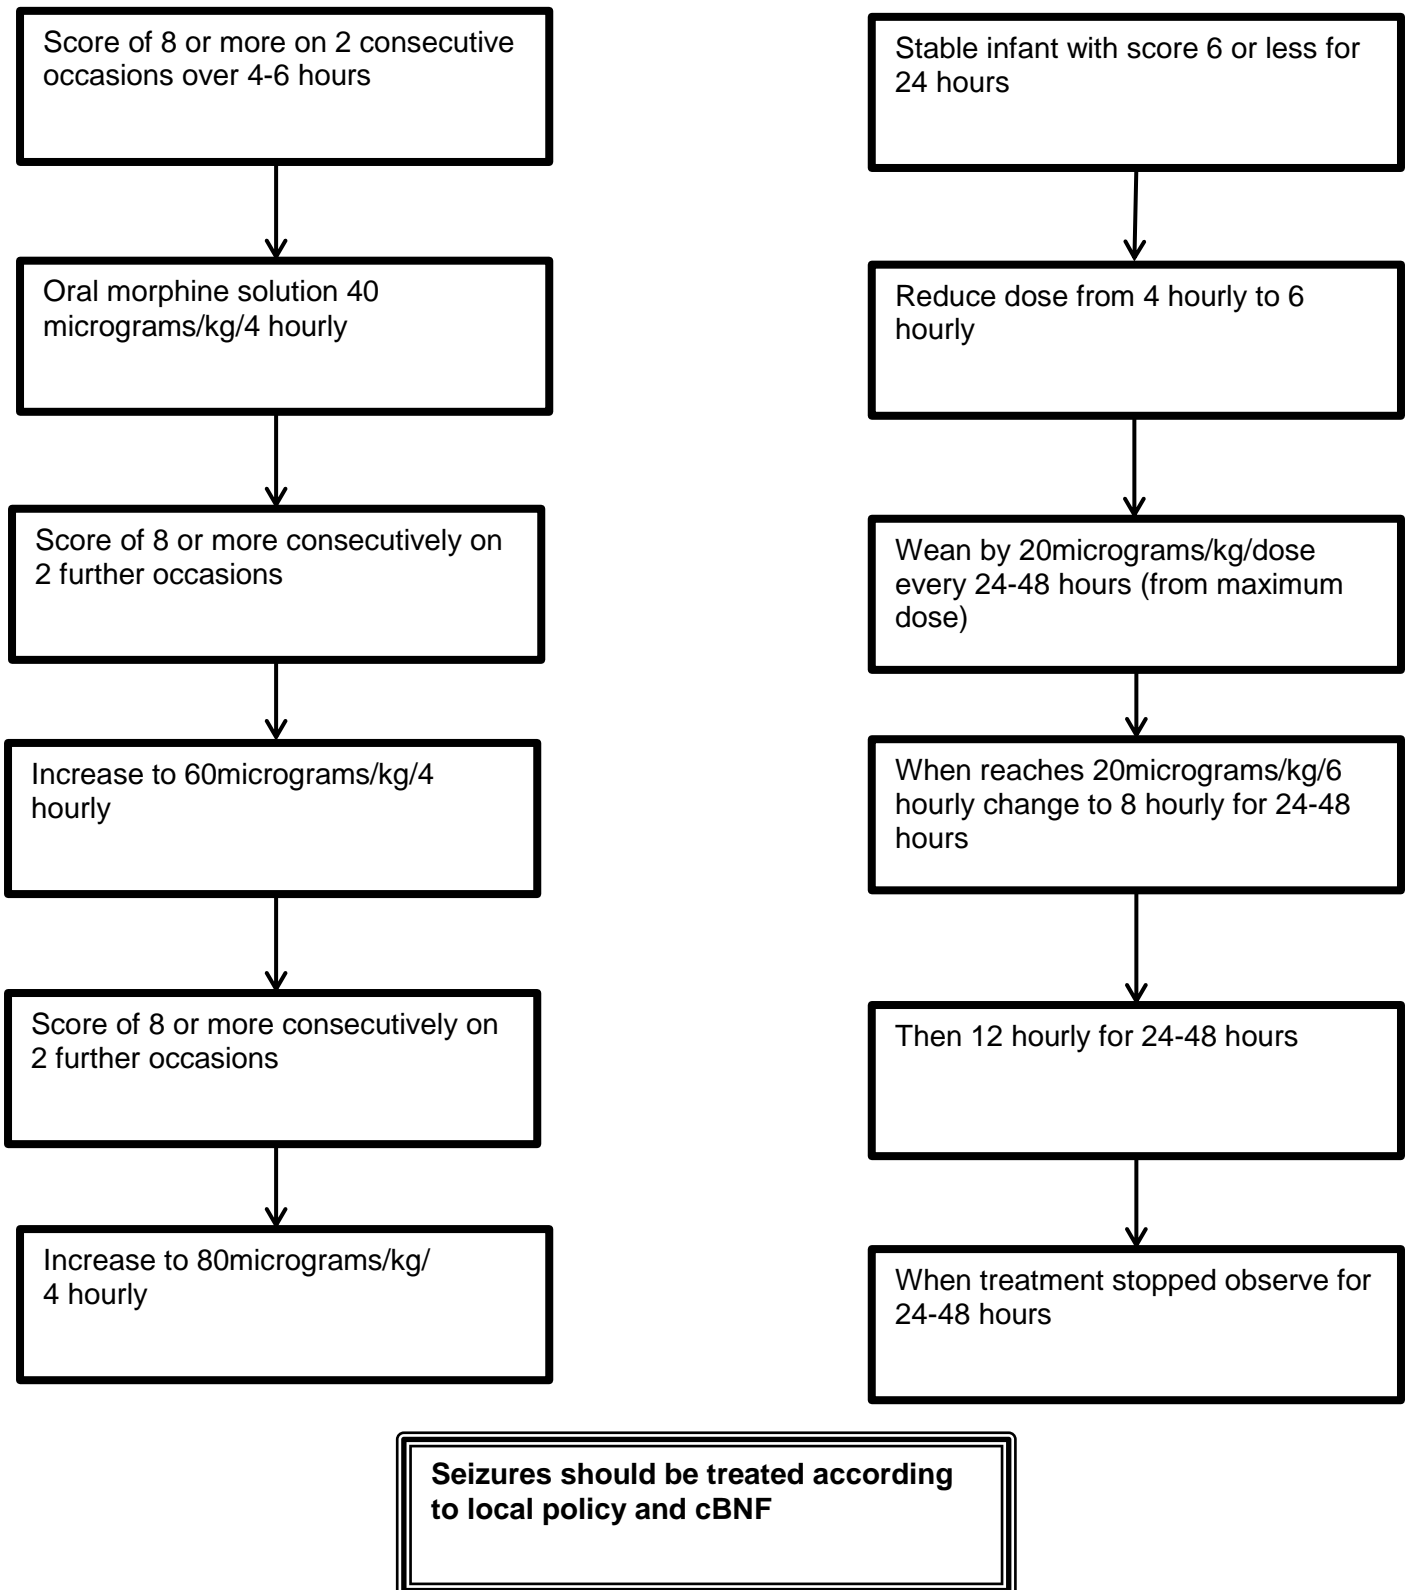 Score of 8 or more on 2 consecutive
occasions over 4-6 hours
Oral morphine solution 40
micrograms/kg/4 hourly
Score of 8 or more consecutively on
2 further occasions
Increase to 60micrograms/kg/4
hourly
Score of 8 or more consecutively on
2 further occasions
Increase to 80micrograms/kg/
4 hourly
Stable infant with score 6 or less for
24 hours
Reduce dose from 4 hourly to 6
hourly
Wean by 20micrograms/kg/dose
every 24-48 hours (from maximum
dose)
When reaches 20micrograms/kg/6
hourly change to 8 hourly for 24-48
hours
Then 12 hourly for 24-48 hours
When treatment stopped observe for
24-48 hours
Seizures should be treated according
to local policy and cBNF